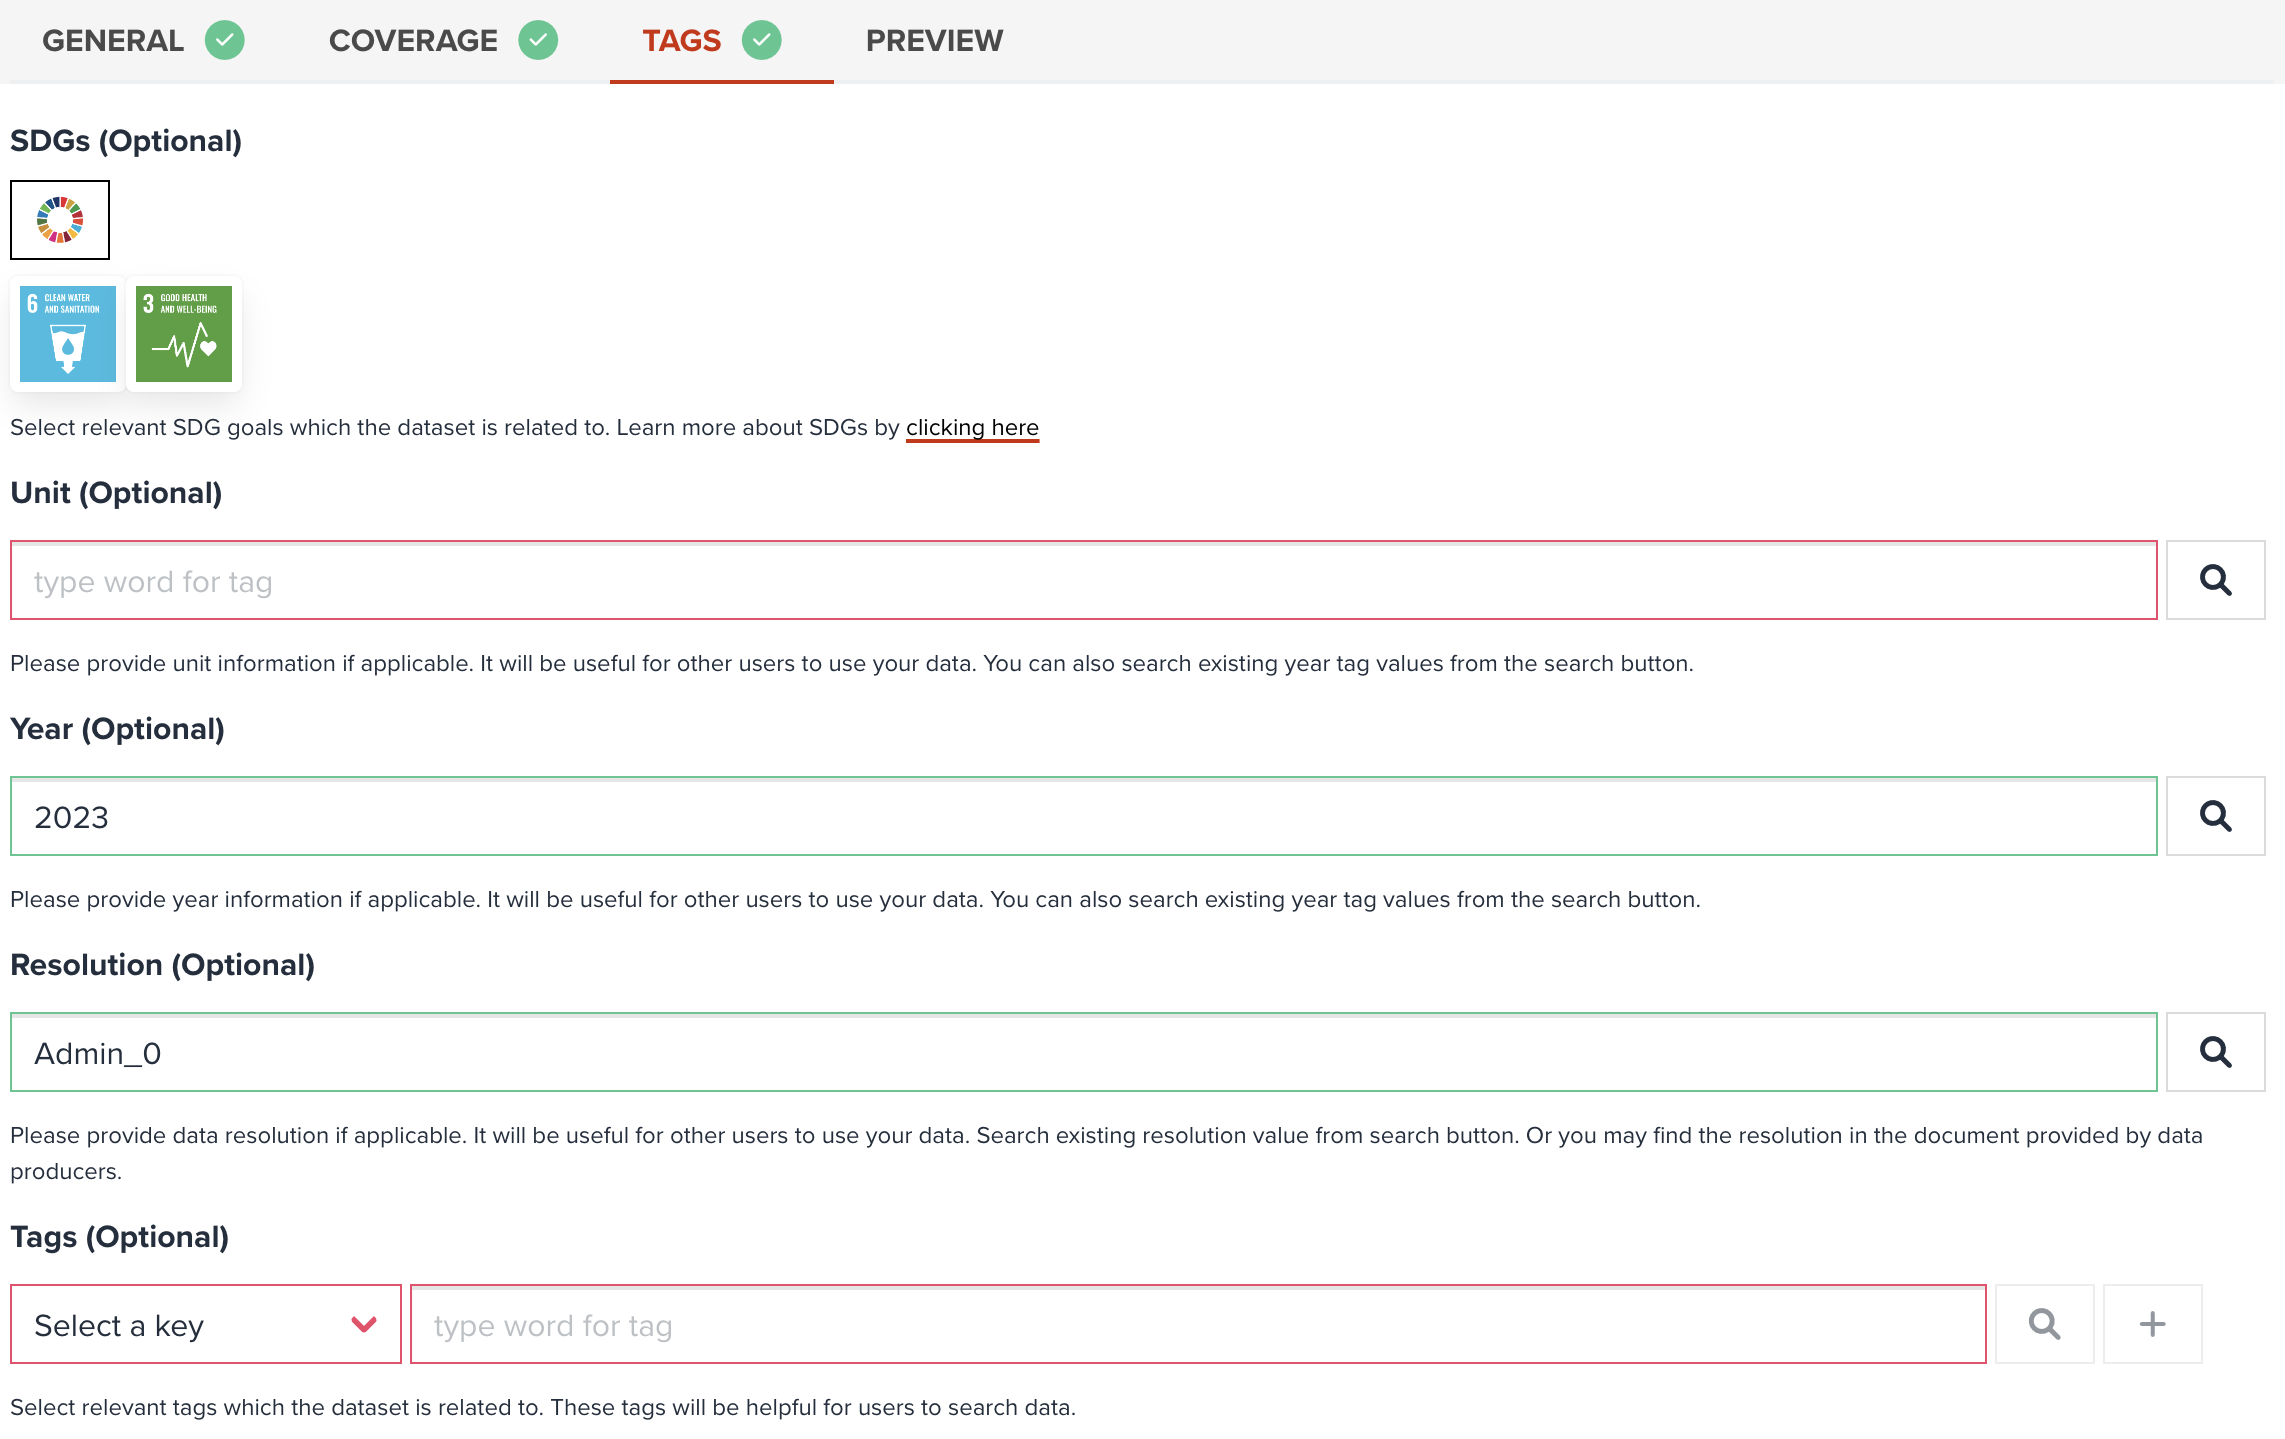 GENERAL COVERAGE TAGS PREVIEW
SDGs (Optional)
6 CLEAN WATER AND SANITATION
3 GOOD HEALTH AND WELL-BEING
Select relevant SDG goals which the dataset is related to. Learn more about SDGs by clicking here
Unit (Optional)
type word for tag
Please provide unit information if applicable. It will be useful for other users to use your data. You can also search existing year tag values from the search button.
Year (Optional)
2023
Please provide year information if applicable. It will be useful for other users to use your data. You can also search existing year tag values from the search button.
Resolution (Optional)
Admin_0
Please provide data resolution if applicable. It will be useful for other users to use your data. Search existing resolution value from search button. Or you may find the resolution in the document provided by data
producers.
Tags (Optional)
Select a key type word for tag
Select relevant tags which the dataset is related to. These tags will be helpful for users to search data.